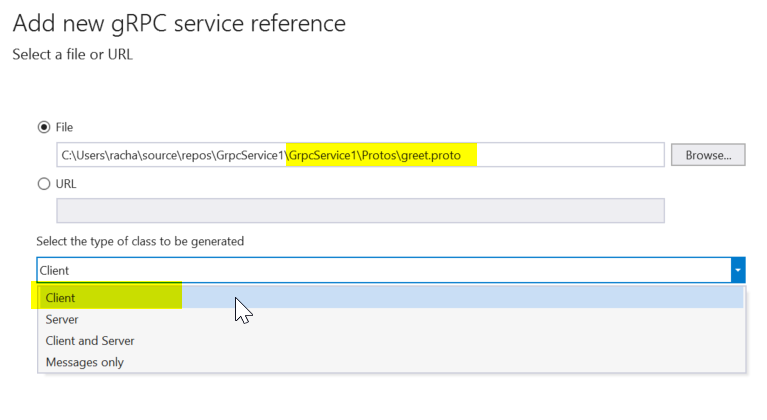 Add new gRPC service reference
Select a file or URL
File
C:\Users\racha\source\repos\GrpcService1\GrpcService1\Protos\greet.proto
Browse...
URL
Select the type of class to be generated
Client
Client
Server
Client and Server
Messages only